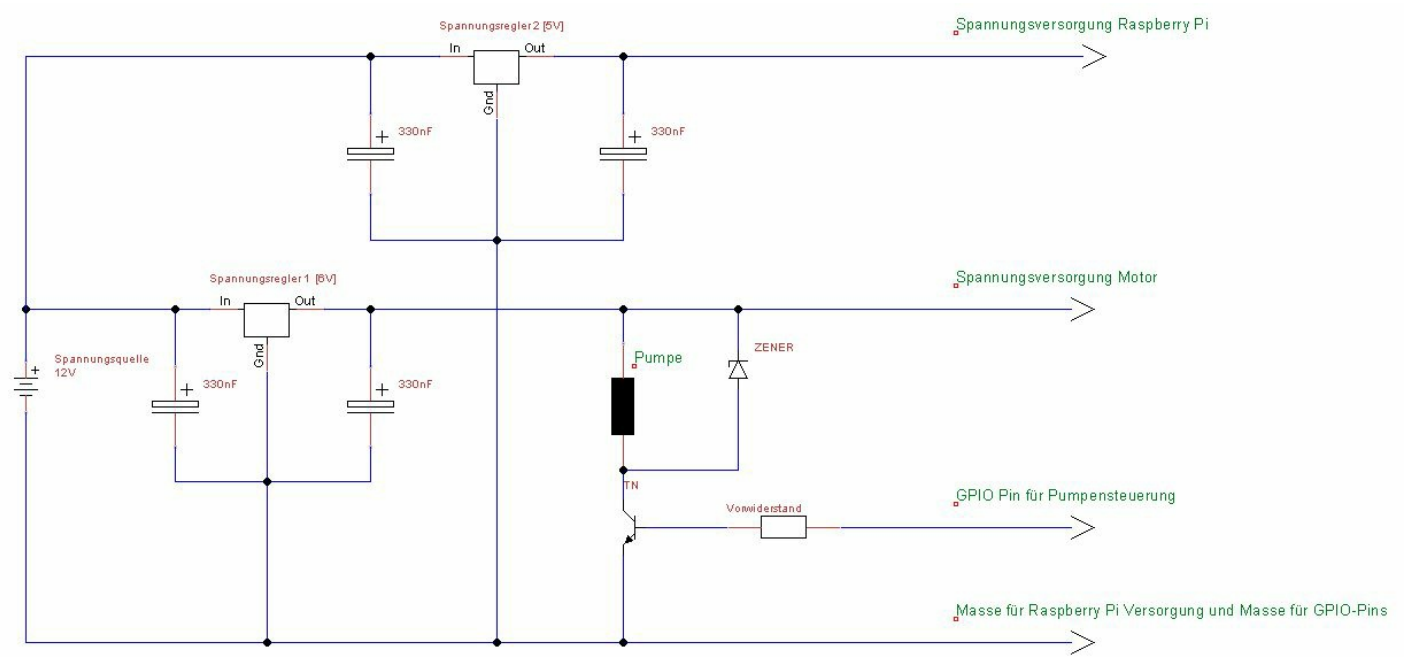 Spannungsregler2 [5V]
Spannungsversorgung Raspberry Pi
In
Out
Gnd
+ 330nF
+ 330nF
Spannungsregler1 [6V]
Spannungsversorgung Motor
In
Out
Gnd
Spannungsquelle
12V
+
+ 330nF
+ 330nF
Pumpe
ZENER
TN
GPIO Pin für Pumpensteuerung
Vorwiderstand
Masse für Raspberry Pi Versorgung und Masse für GPIO-Pins